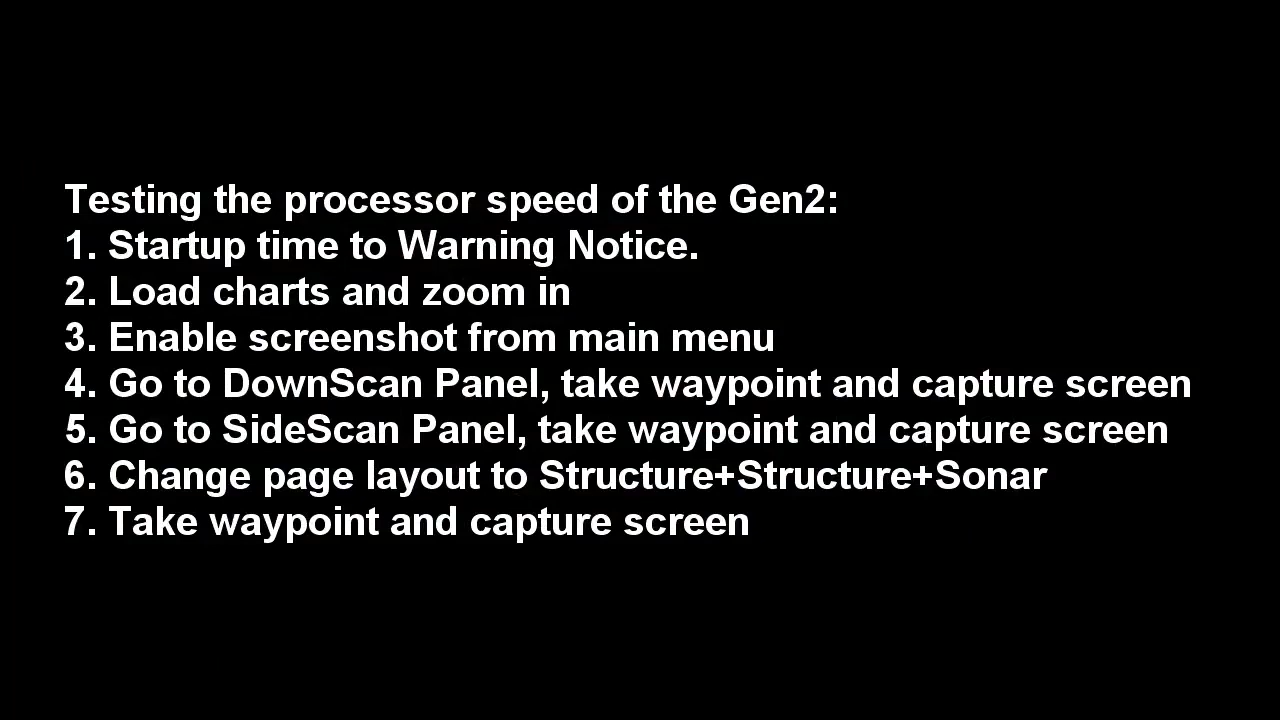 Testing the processor speed of the Gen2:
1. Startup time to Warning Notice.
2. Load charts and zoom in
3. Enable screenshot from main menu
4. Go to DownScan Panel, take waypoint and capture screen
5. Go to SideScan Panel, take waypoint and capture screen
6. Change page layout to Structure+Structure+Sonar
7. Take waypoint and capture screen